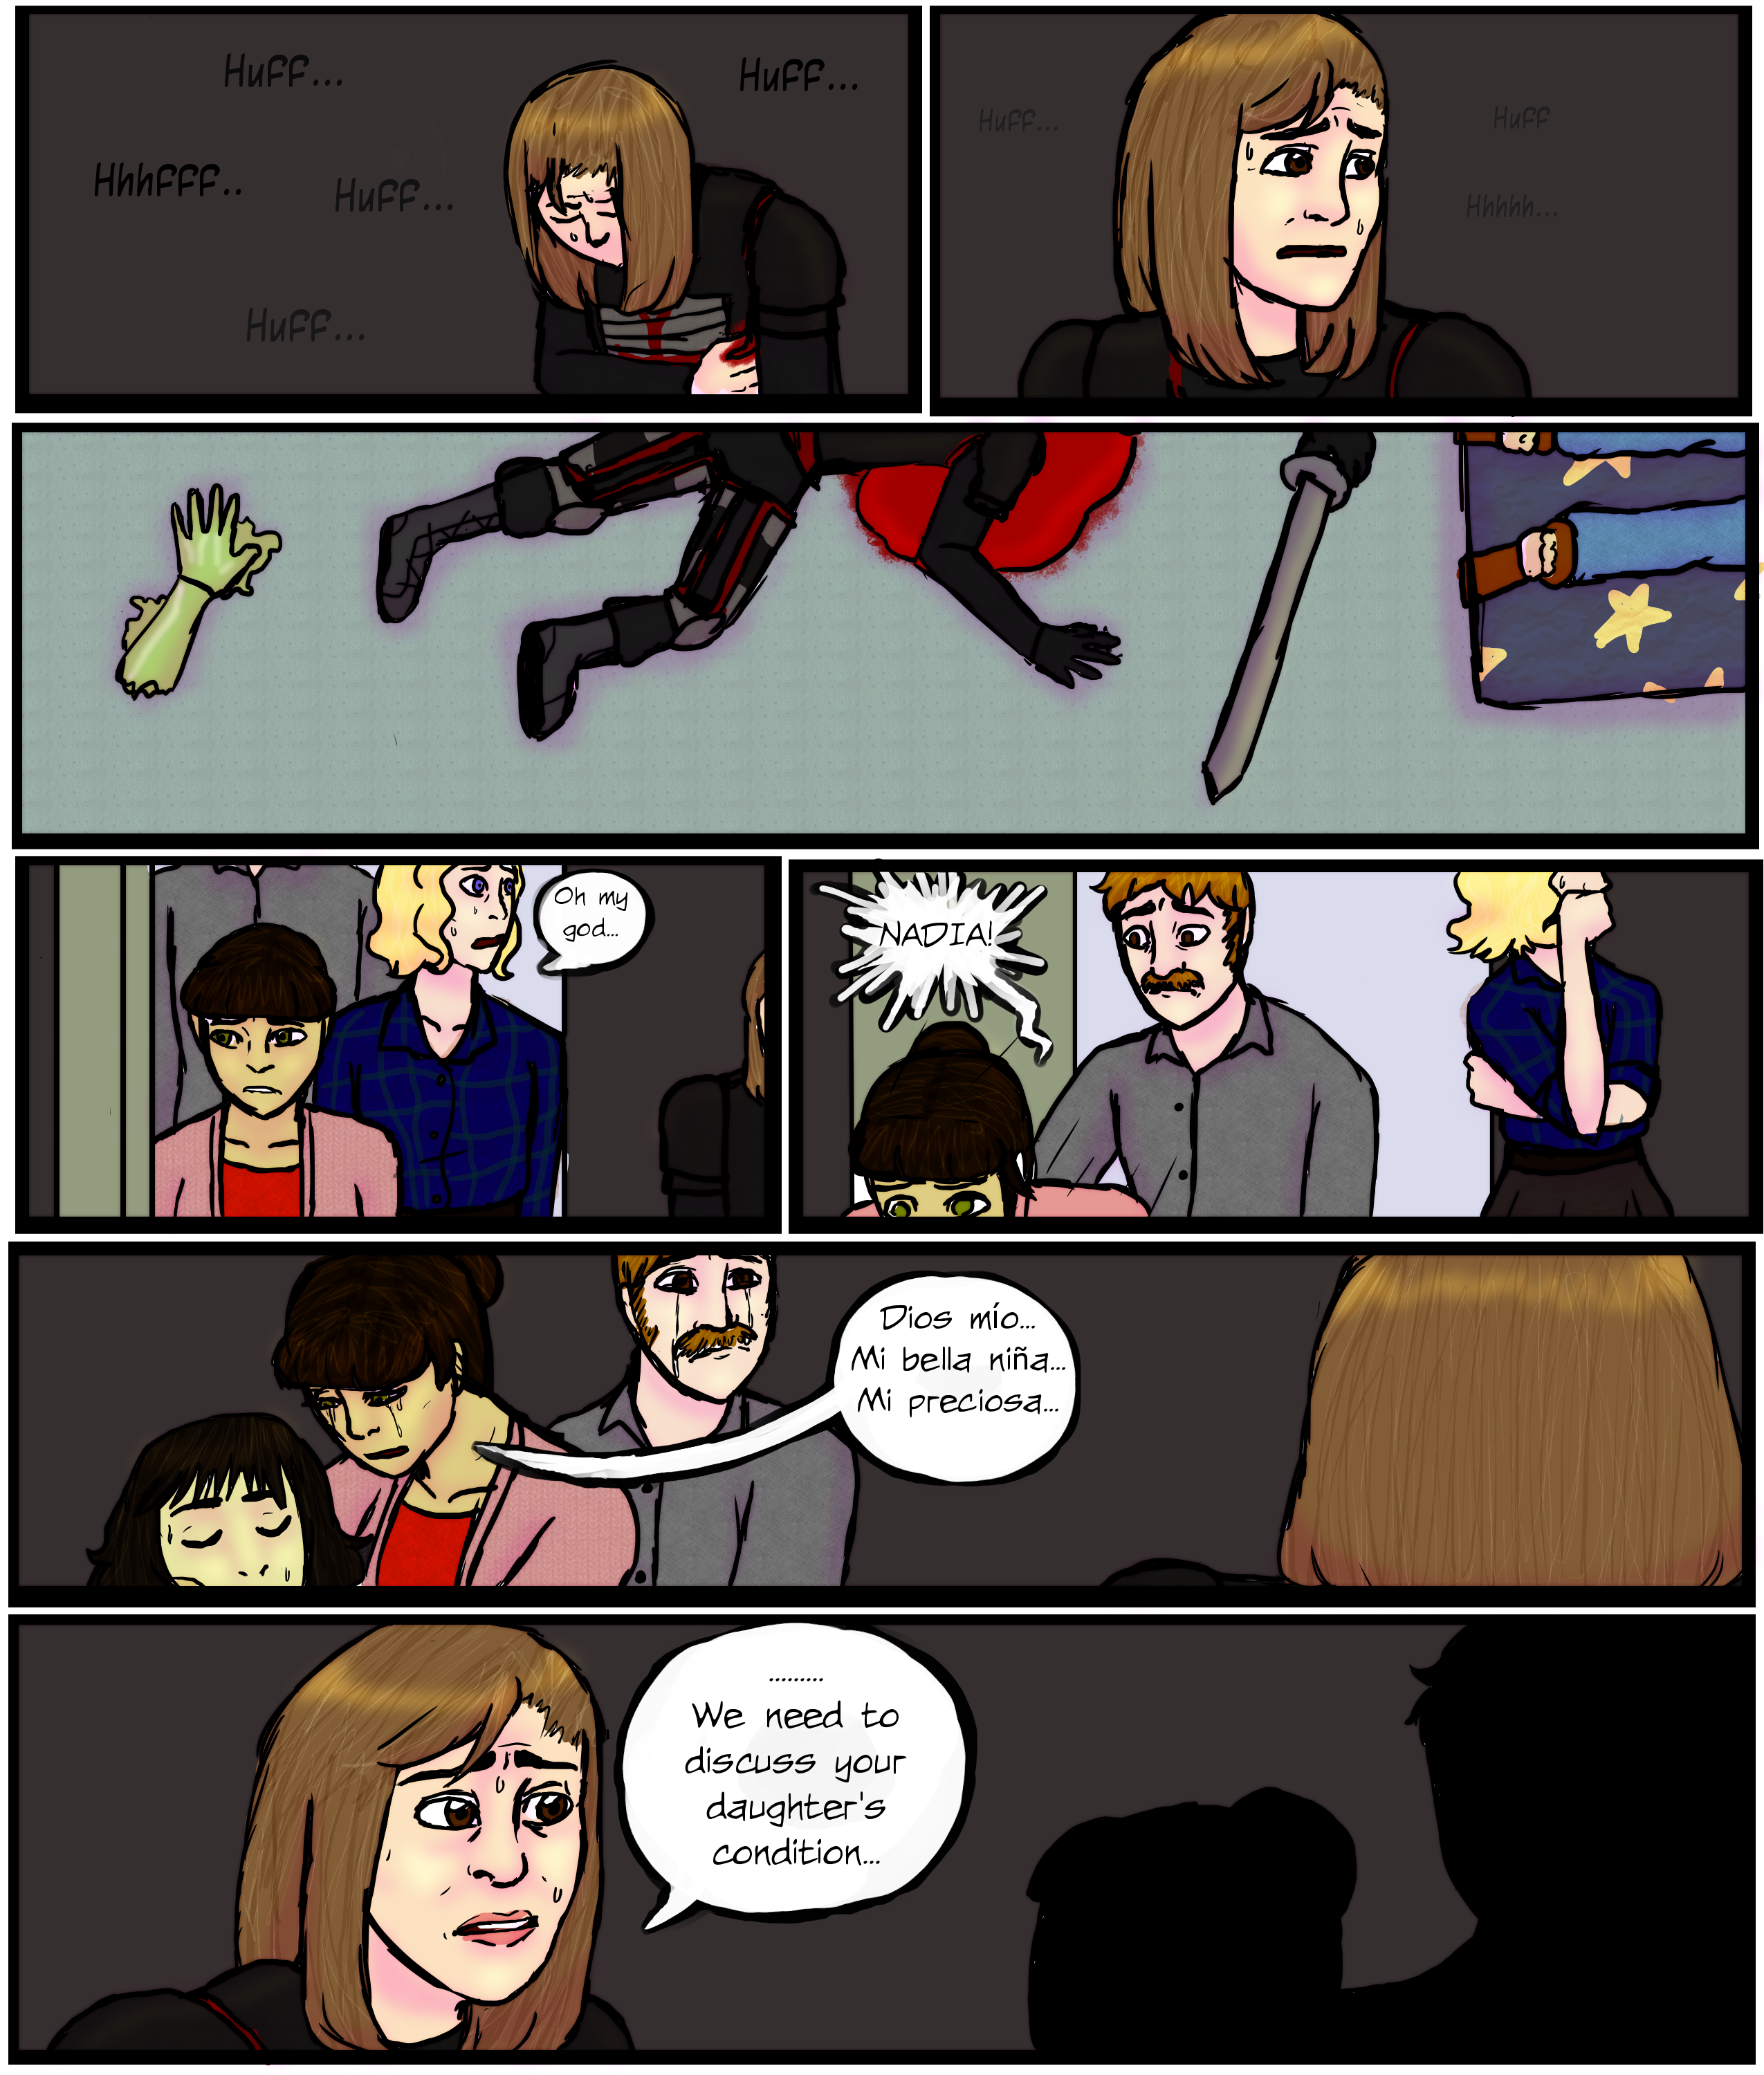 Huff...
Huff...
Hhhfff..
Huff...
Huff...
Huff...
Huff
Hhhhh...
Oh my
god...
NADIA!
Dios mío...
Mi bella niña...
Mi preciosa...
.........
We need to
discuss your
daughter's
condition...